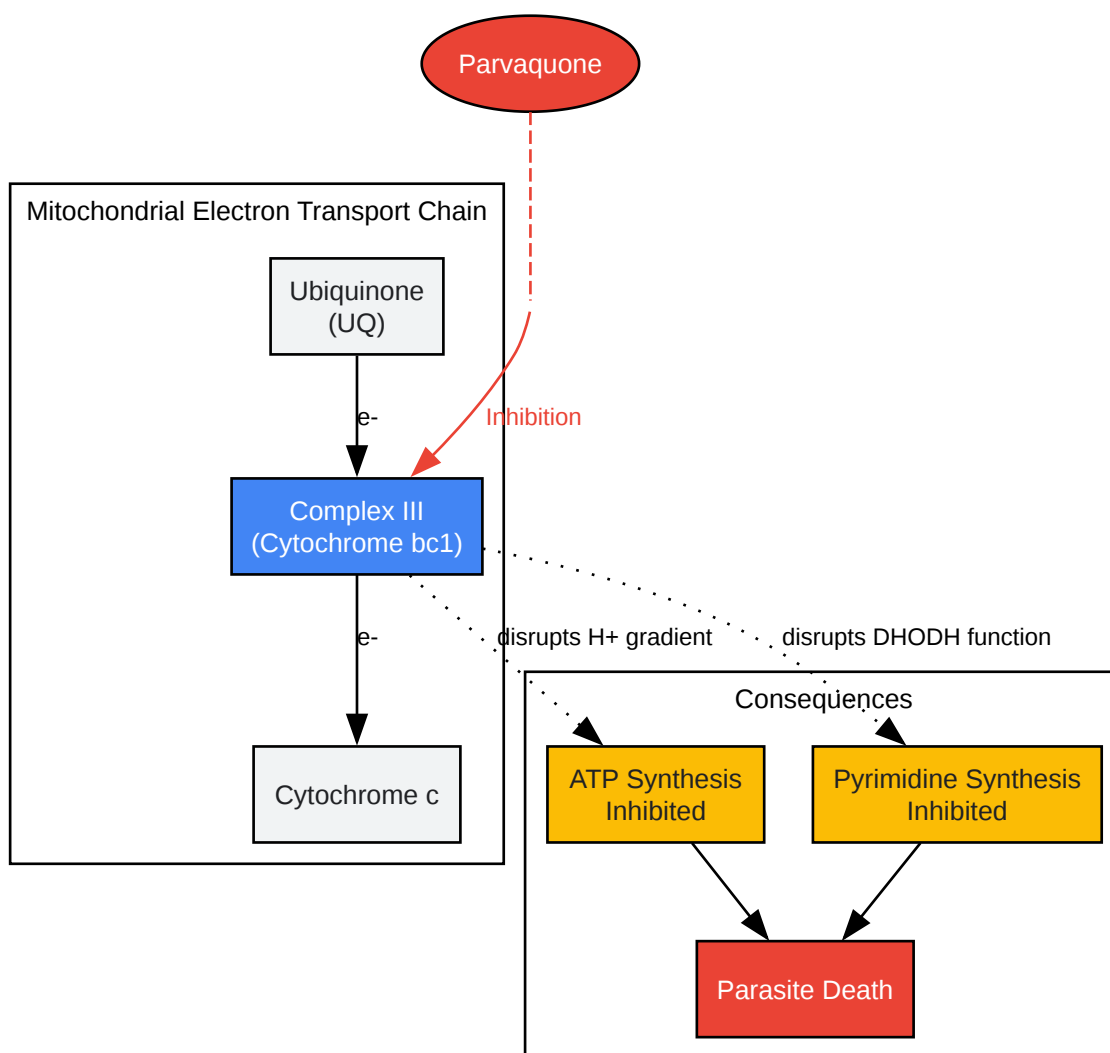 Parvaquone
Mitochondrial Electron Transport Chain
Ubiquinone
(UQ)
e-
Inhibition
Complex III
(Cytochrome bc1)
e-
disrupts H+ gradient
disrupts DHODH function
Consequences
Cytochrome c
ATP Synthesis
Inhibited
Pyrimidine Synthesis
Inhibited
Parasite Death